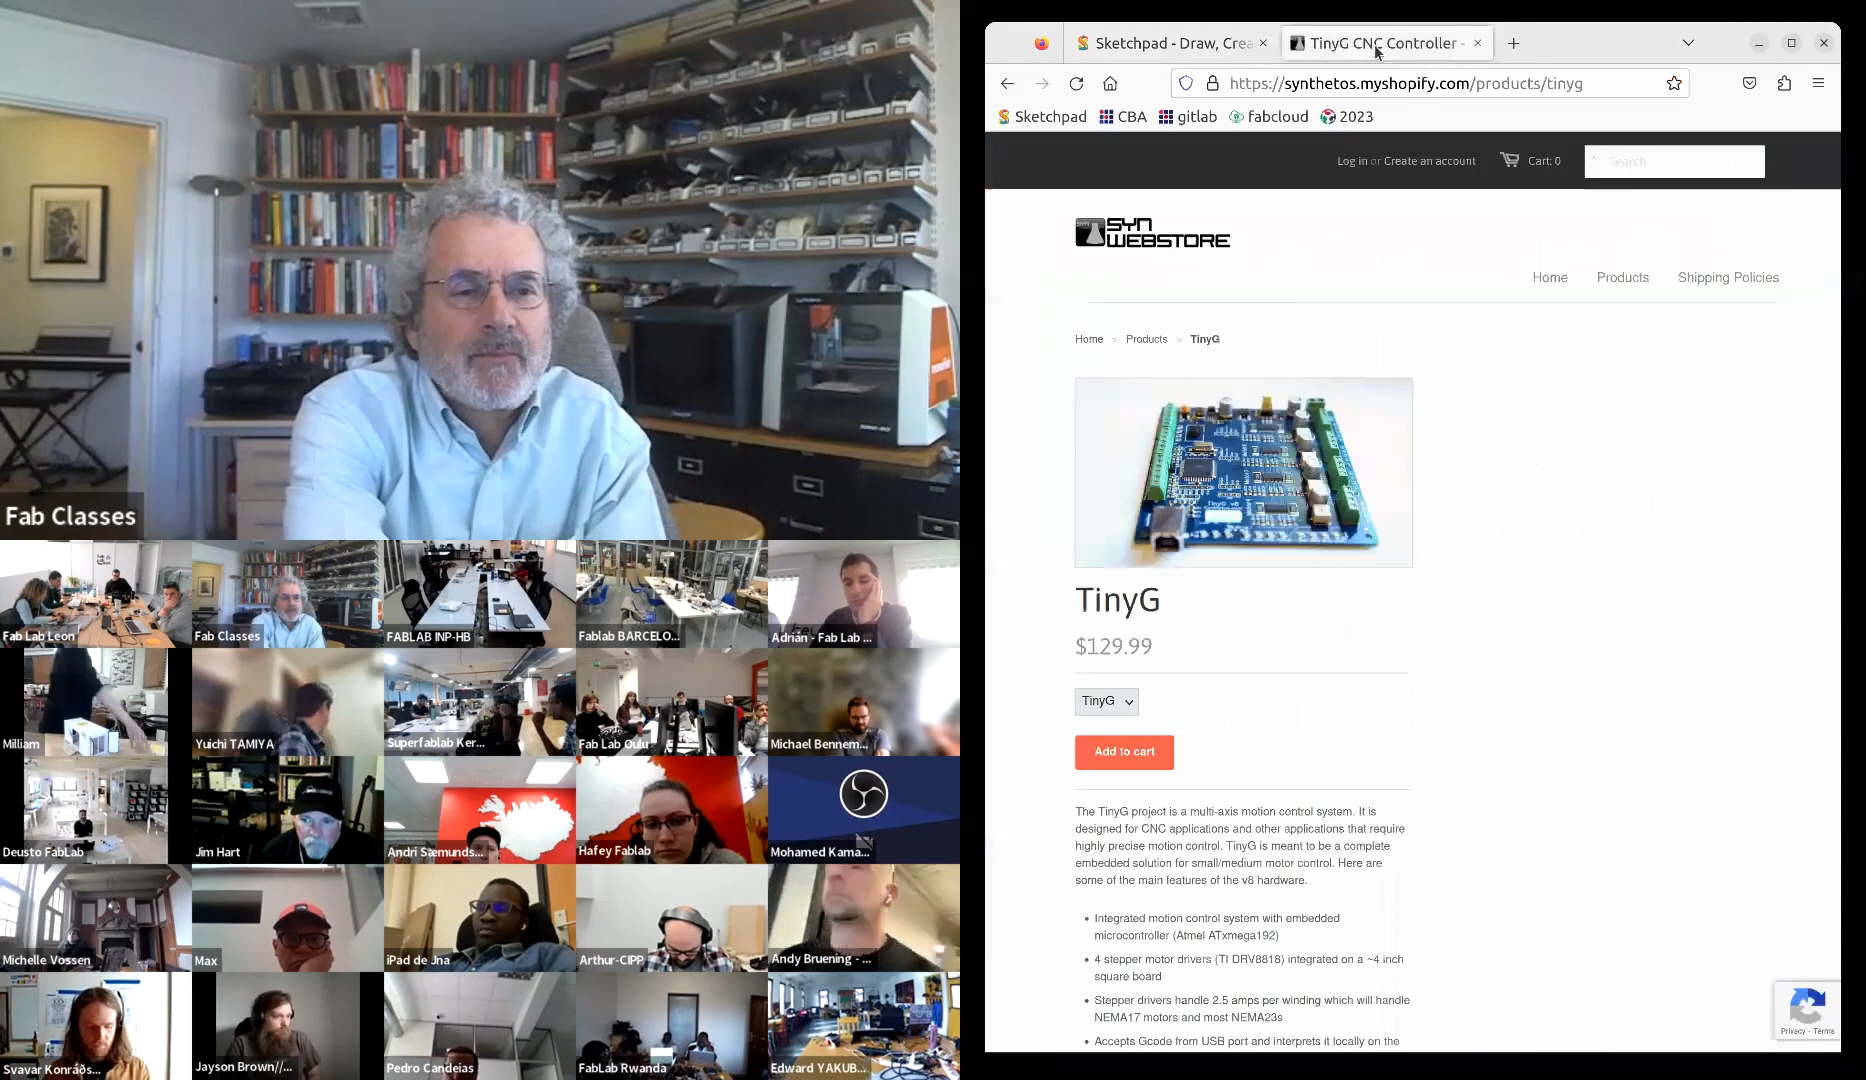 Sketchpad - Draw, Crea
TinyG CNC Controller -
https://synthetos.myshopify.com/products/tinyg
Sketchpad
CBA
gitlab
fabcloud
2023
Log in or Create an account
Cart: 0
Search
SYN
WEBSTORE
Home
Products
Shipping Policies
Home > Products > TinyG
TinyG
$129.99
TinyG
Add to cart
The TinyG project is a multi-axis motion control system. It is
designed for CNC applications and other applications that require
highly precise motion control. TinyG is meant to be a complete
embedded solution for small/medium motor control. Here are
some of the main features of the v8 hardware.
Integrated motion control system with embedded
microcontroller (Atmel ATxmega192)
4 stepper motor drivers (TI DRV8818) integrated on a ~4 inch
square board
Stepper drivers handle 2.5 amps per winding which will handle
NEMA17 motors and most NEMA23s
Accepts Gcode from USB port and interprets it locally on the
Privacy - Terms
Fab Classes
Fab Lab Leon
Fab Classes
FABLAB INP-HB
Fablab BARCELO...
Adrian - Fab Lab ...
Milliam
Yuichi TAMIYA
Superfablab Ker...
Fab Lab Oulu
Michael Bennem...
Deusto FabLab
Jim Hart
Andri Sæmunds...
Hafey Fablab
Mohamed Kama...
Michelle Vossen
Max
iPad de Jna
Arthur-CIPP
Andy Bruening - ...
Svavar Konráðs...
Jayson Brown//...
Pedro Candeias
FabLab Rwanda
Edward YAKUB...